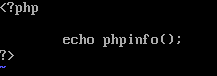 <?php
echo phpinfo();
?>
~